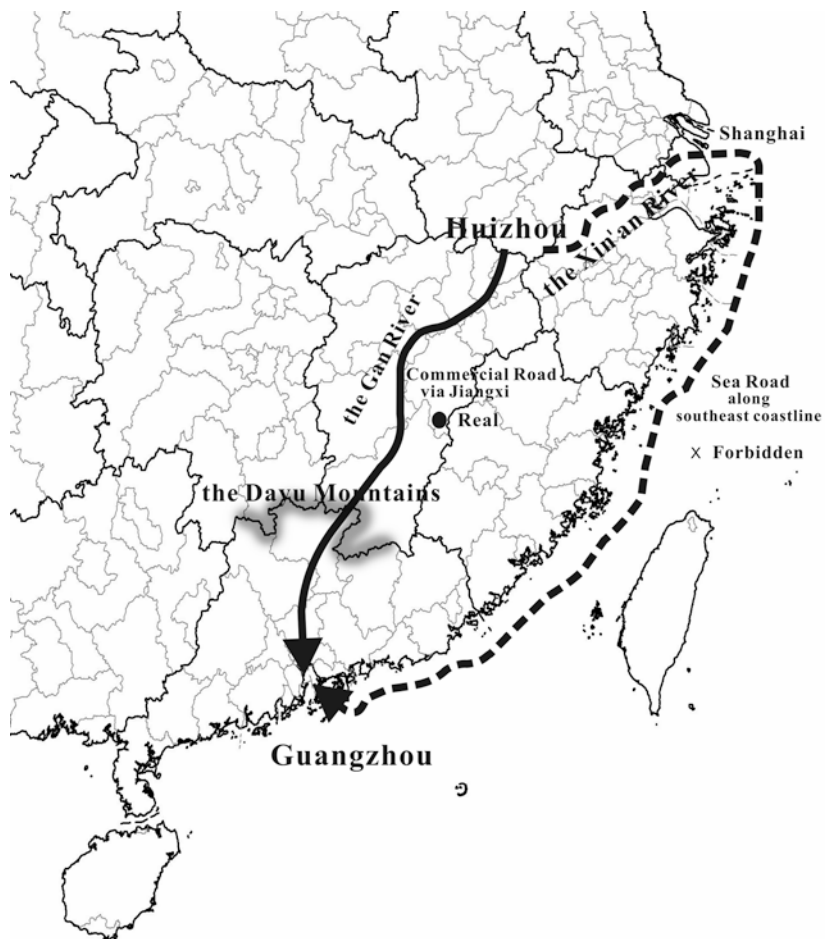 Shanghai
Huizhou
the Xin'an River
the Gan River
Commercial Road
via Jiangxi
Real
Sea Road
along
southeast coastline
x Forbidden
the Dayu Mountains
Guangzhou